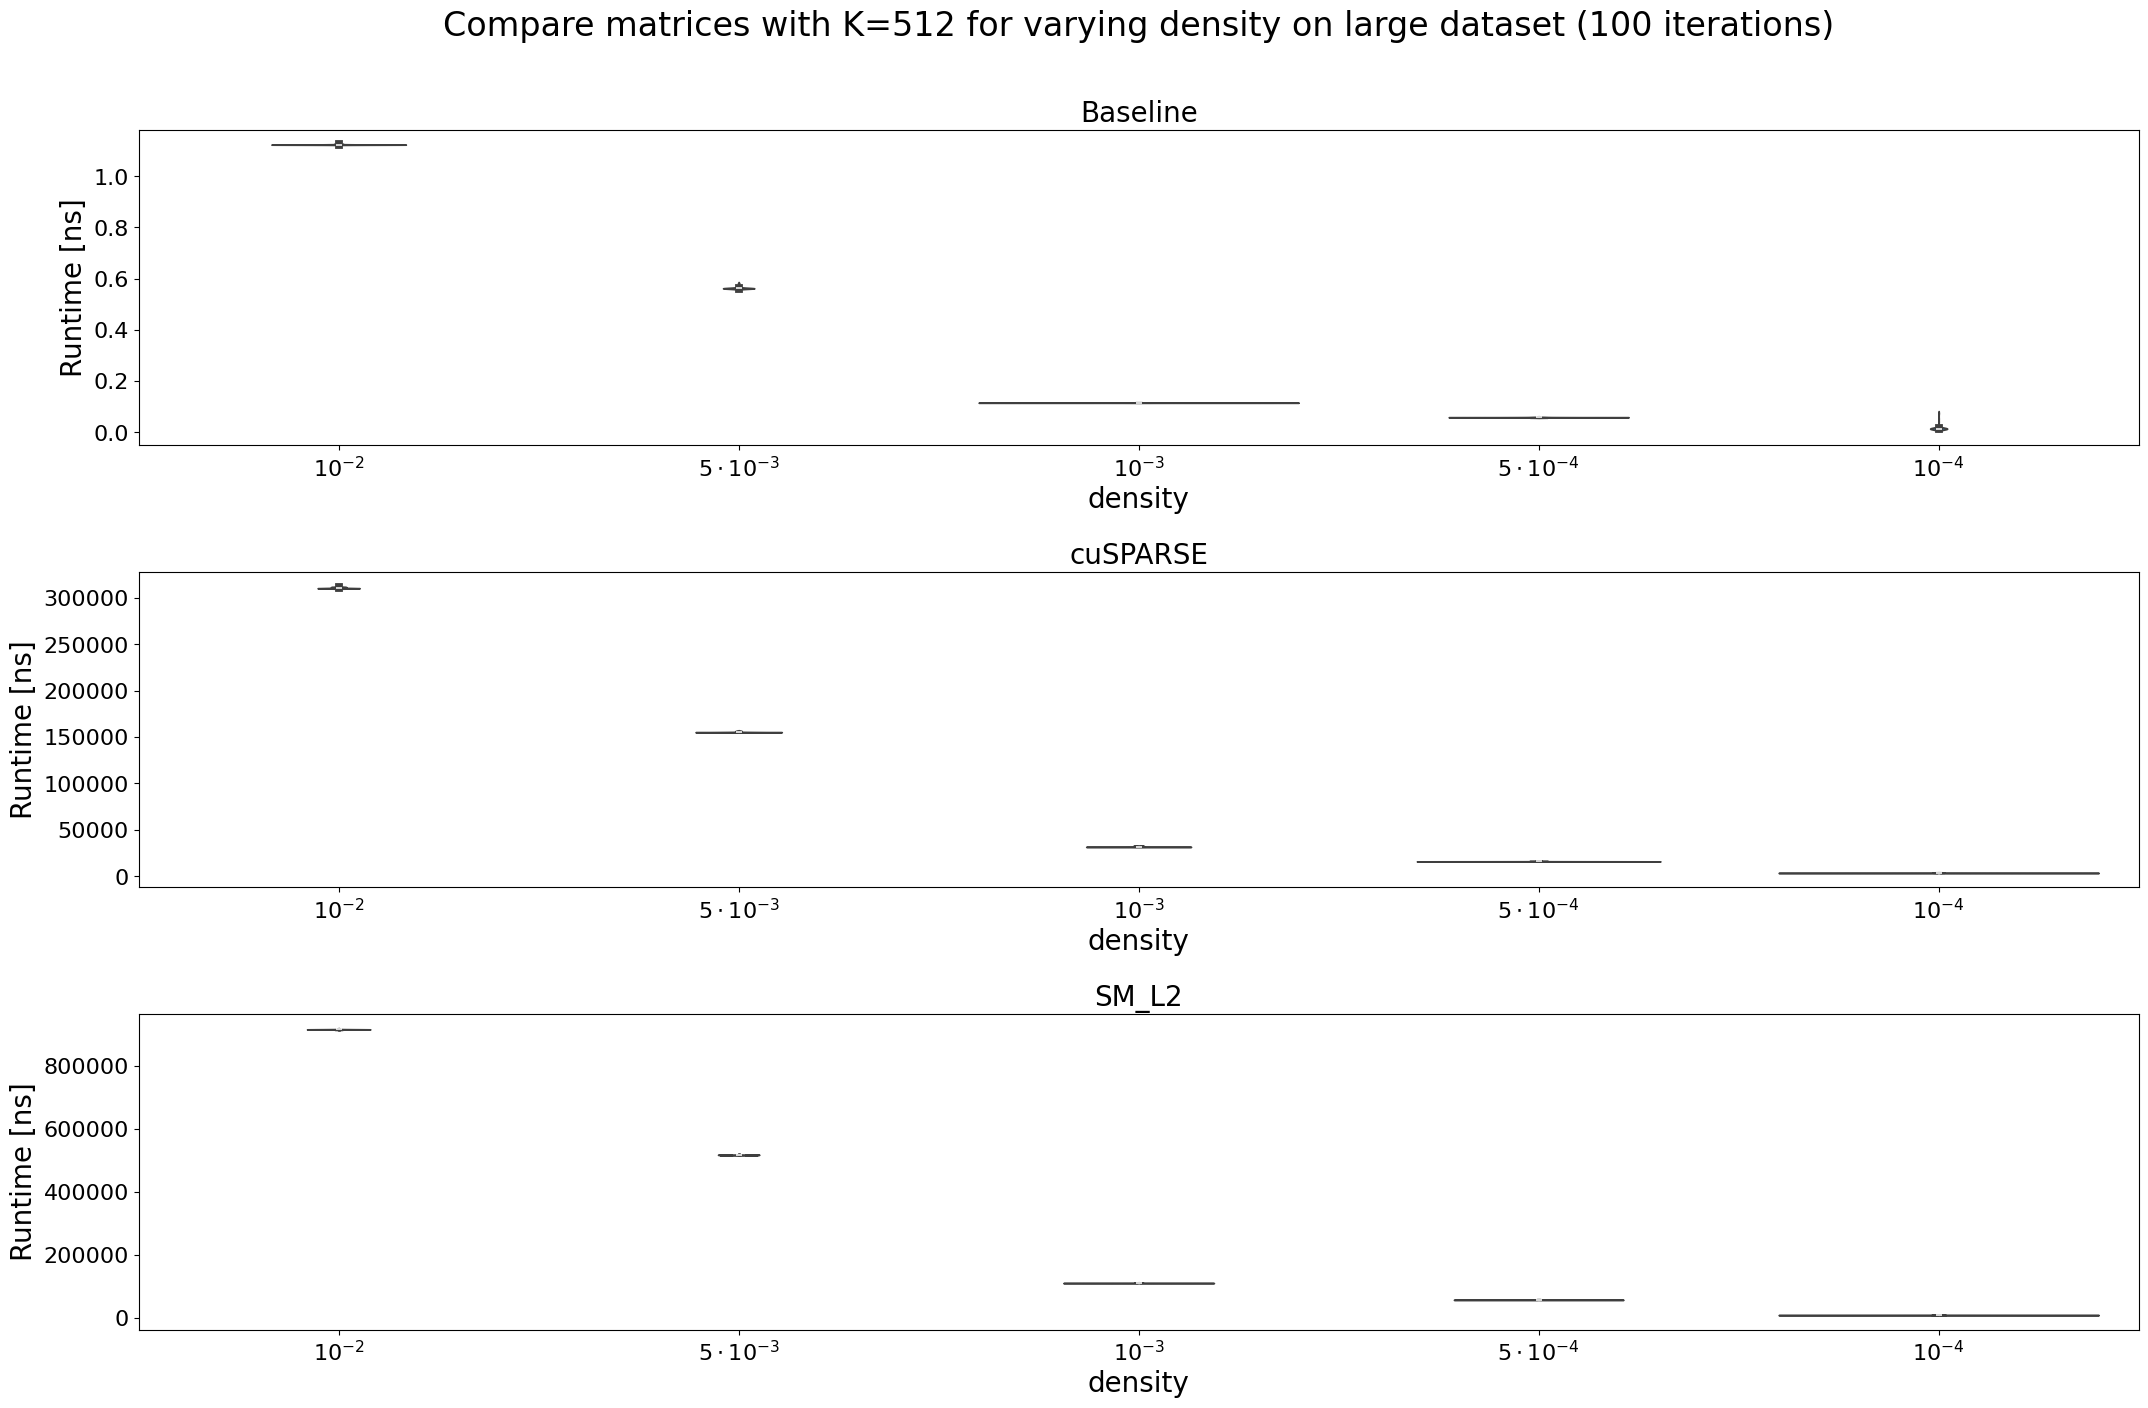 Compare matrices with K=512 for varying density on large dataset (100 iterations)
Baseline
Runtime [ns]
1.0
0.8
0.6
0.4
0.2
0.0
10⁻² 5·10⁻³ 10⁻³ 5·10⁻⁴ 10⁻⁴
density
cuSPARSE
Runtime [ns]
300000
250000
200000
150000
100000
50000
0
10⁻² 5·10⁻³ 10⁻³ 5·10⁻⁴ 10⁻⁴
density
SM_L2
Runtime [ns]
800000
600000
400000
200000
0
10⁻² 5·10⁻³ 10⁻³ 5·10⁻⁴ 10⁻⁴
density